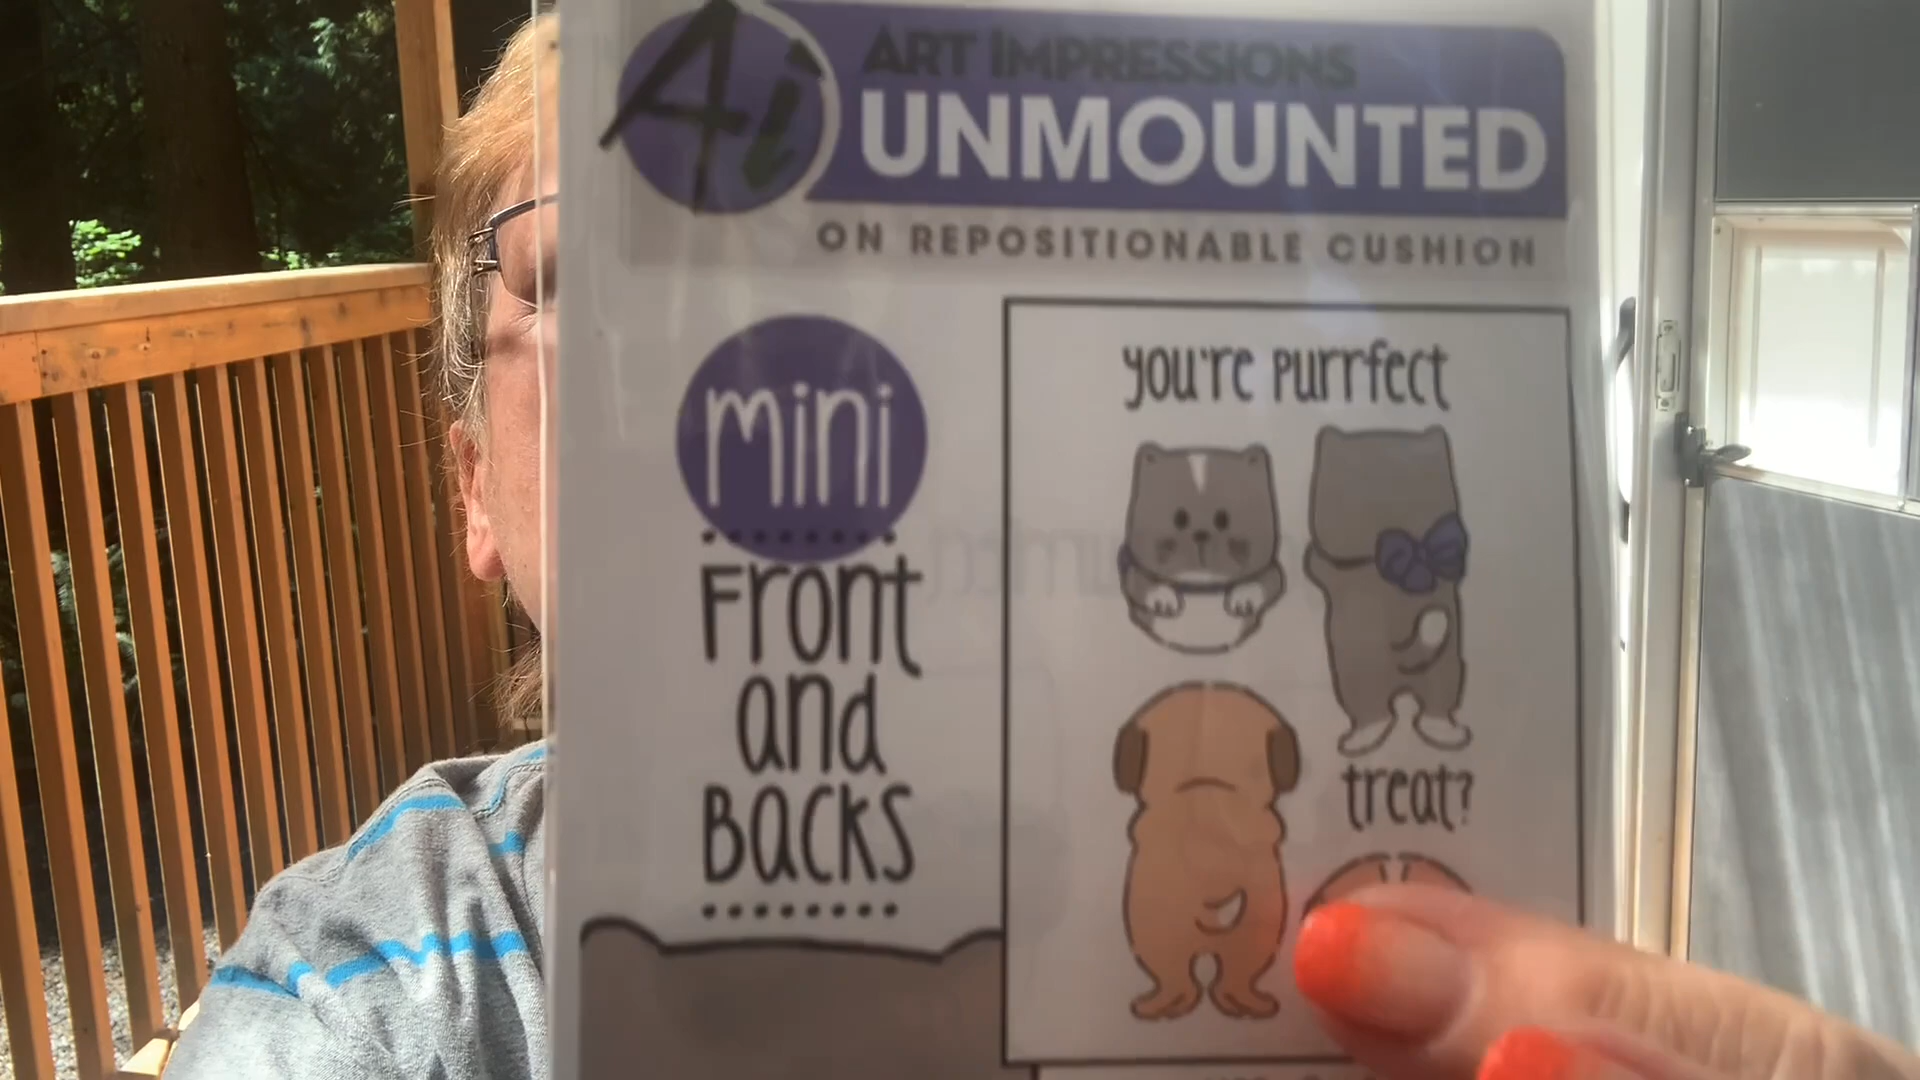 Ai
ART IMPRESSIONS
UNMOUNTED
ON REPOSITIONABLE CUSHION
mini
Front
and
Backs
you're purrfect
treat?